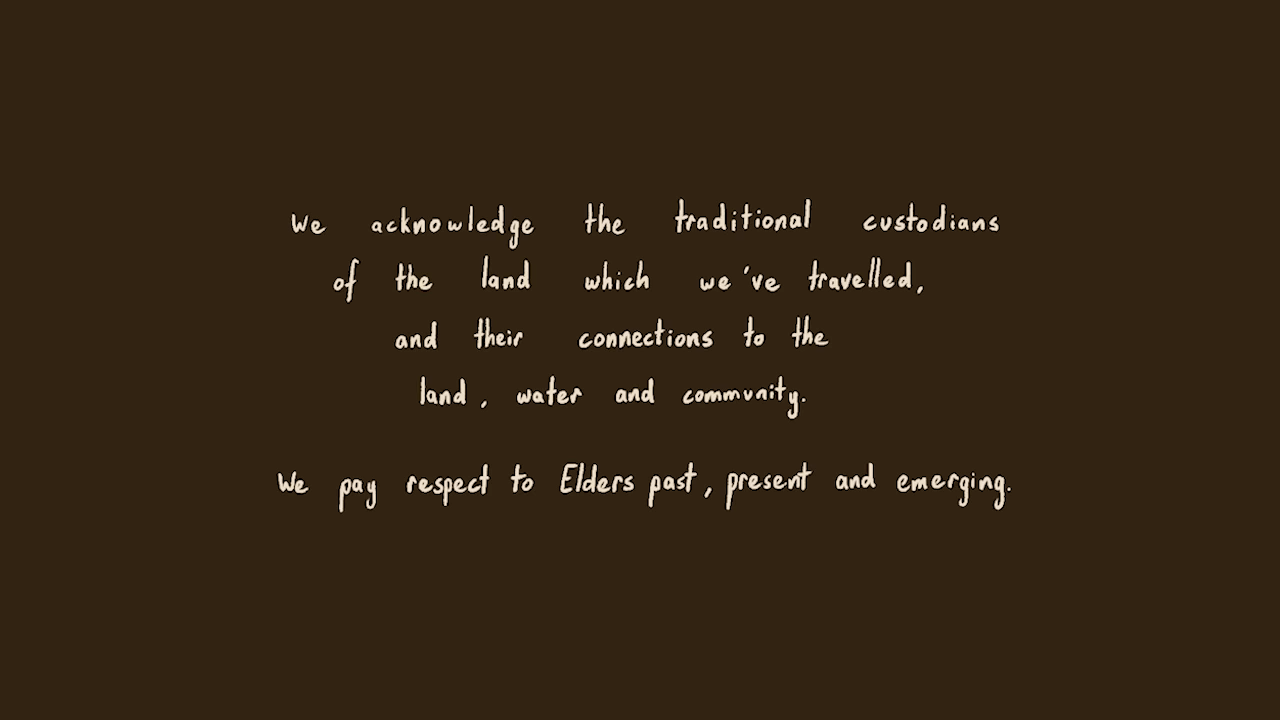 We acknowledge the traditional custodians
of the land which we've travelled,
and their connections to the
land, water and community.
We pay respect to Elders past, present and emerging.